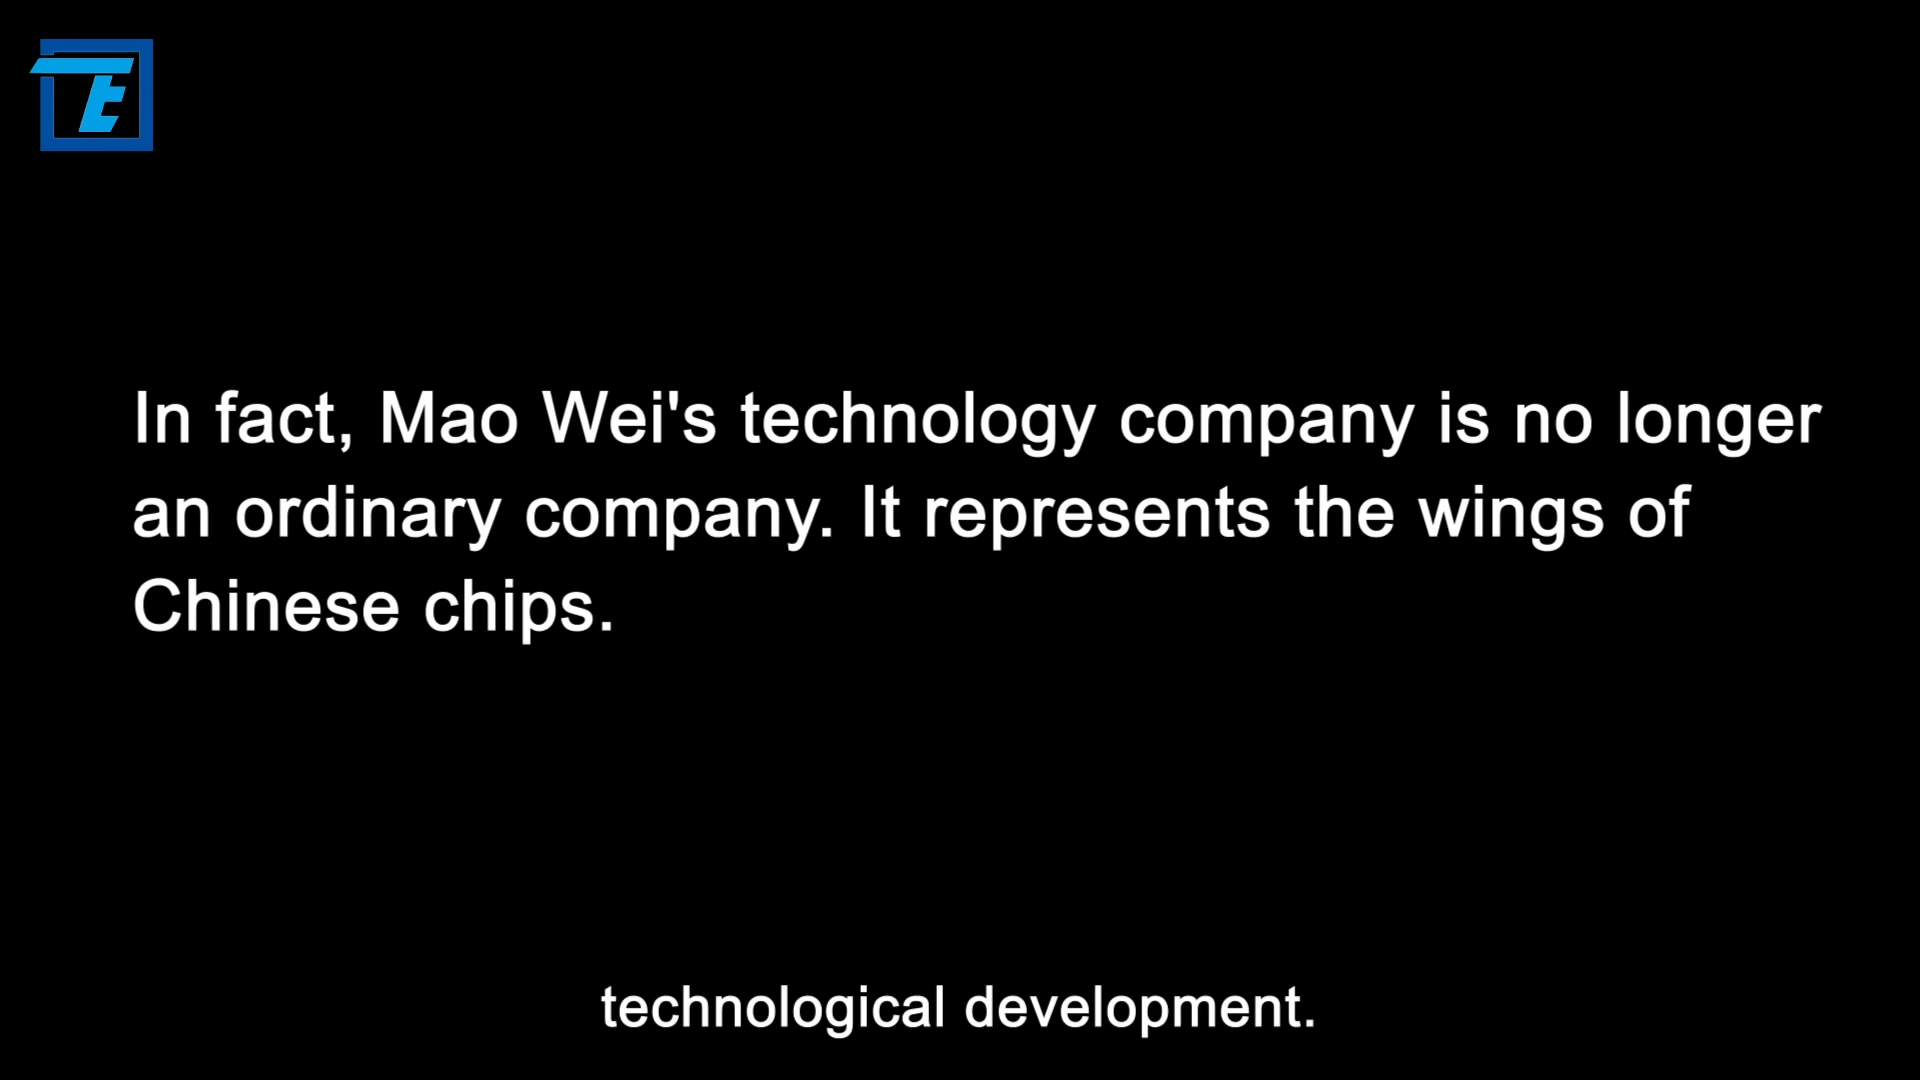 TE
In fact, Mao Wei's technology company is no longer
an ordinary company. It represents the wings of
Chinese chips.
technological development.